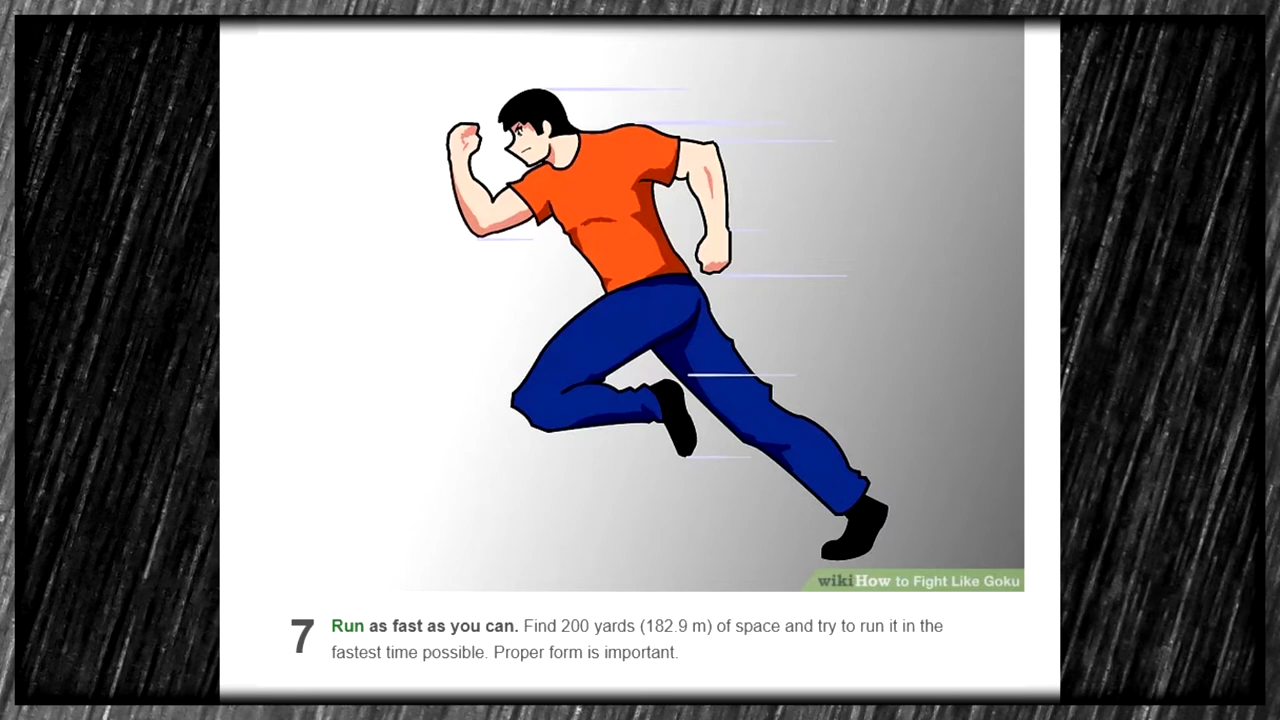 wikiHow to Fight Like Goku
7 Run as fast as you can. Find 200 yards (182.9 m) of space and try to run it in the
fastest time possible. Proper form is important.